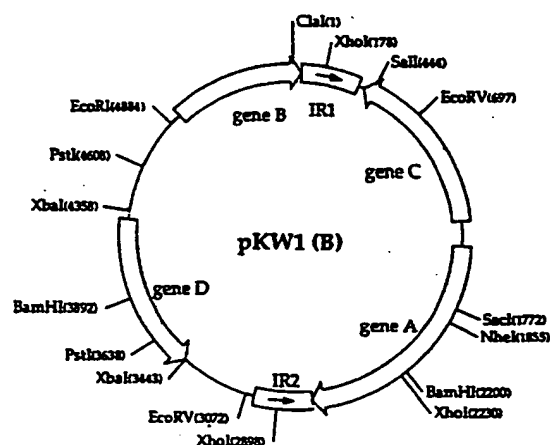 ClaI(1)
XhoI(178)
SalI(444)
EcoRV(697)
EcoRI(4884)
gene B
IR1
PstI(4608)
gene C
XbaI(4358)
pKW1 (B)
BamHI(3892)
gene D
SacI(1772)
gene A
NheI(1855)
PstI(3638)
XbaI(3443)
IR2
BamHI(2200)
XhoI(2230)
EcoRV(3072)
XhoI(2898)